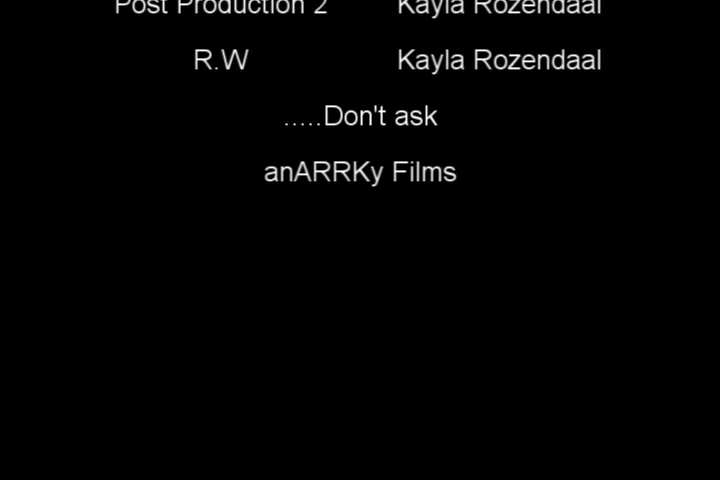 Post Production 2 Kayla Rozendaal
R.W Kayla Rozendaal
.....Don't ask
anARRKy Films